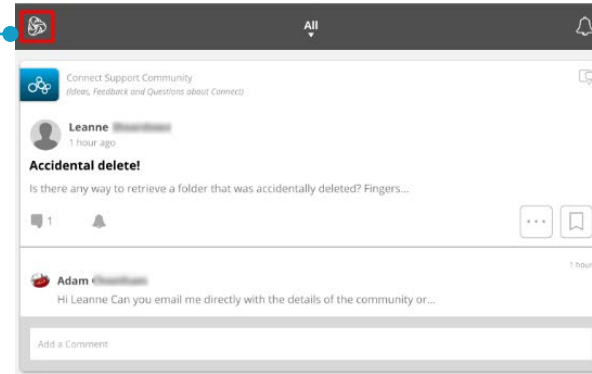 All
Connect Support Community
(Ideas, Feedback and Questions about Connect)
Leanne
1 hour ago
Accidental delete!
Is there any way to retrieve a folder that was accidentally deleted? Fingers...
1
1 hour
Adam
Hi Leanne Can you email me directly with the details of the community or...
Add a Comment